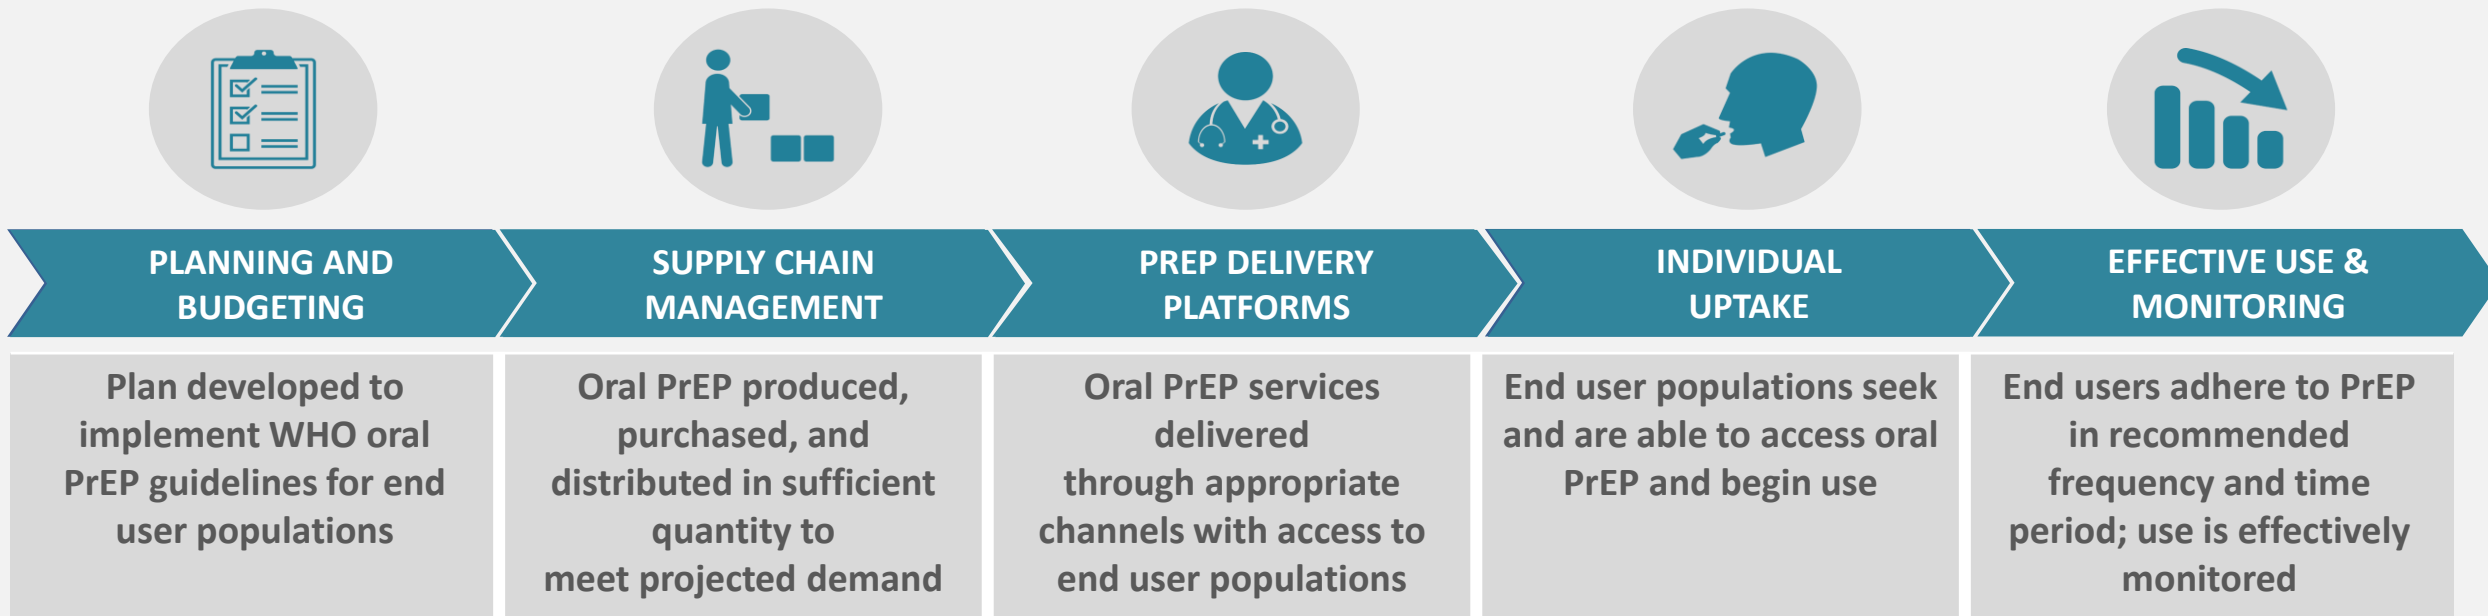 PLANNING AND
BUDGETING
SUPPLY CHAIN
MANAGEMENT
PREP DELIVERY
PLATFORMS
INDIVIDUAL
UPTAKE
EFFECTIVE USE &
MONITORING
Plan developed to
implement WHO oral
PrEP guidelines for end
user populations
Oral PrEP produced,
purchased, and
distributed in sufficient
quantity to
meet projected demand
Oral PrEP services
delivered
through appropriate
channels with access to
end user populations
End user populations seek
and are able to access oral
PrEP and begin use
End users adhere to PrEP
in recommended
frequency and time
period; use is effectively
monitored